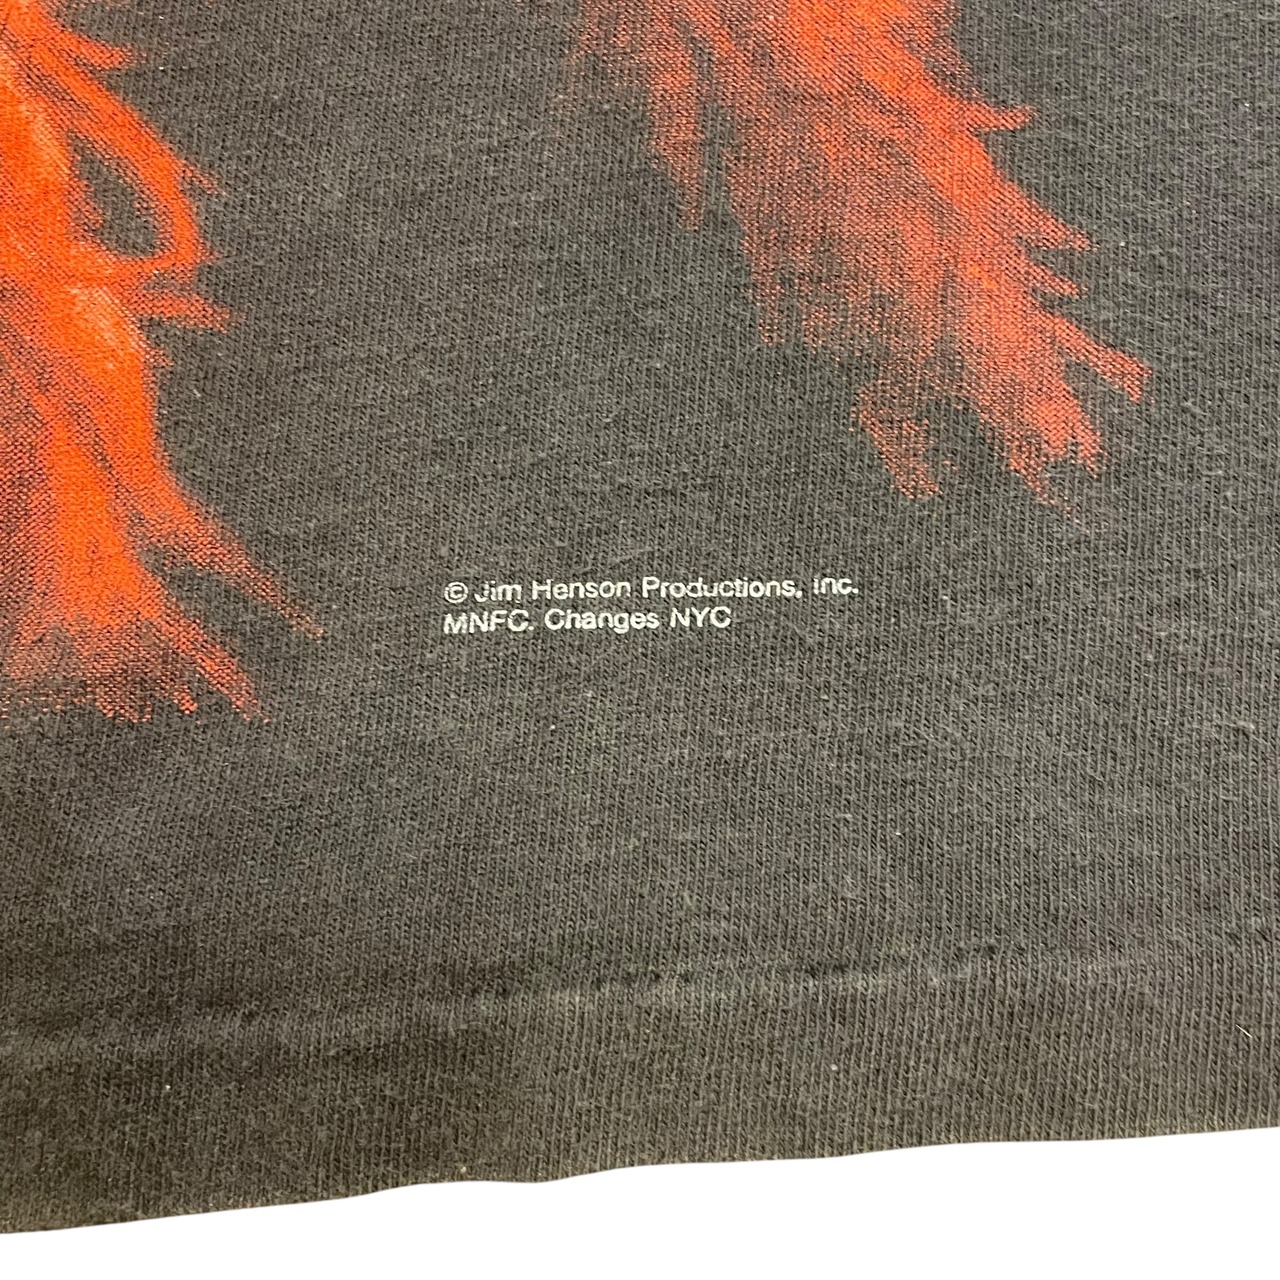 © Jim Henson Productions, Inc.
MNFC. Changes NYC